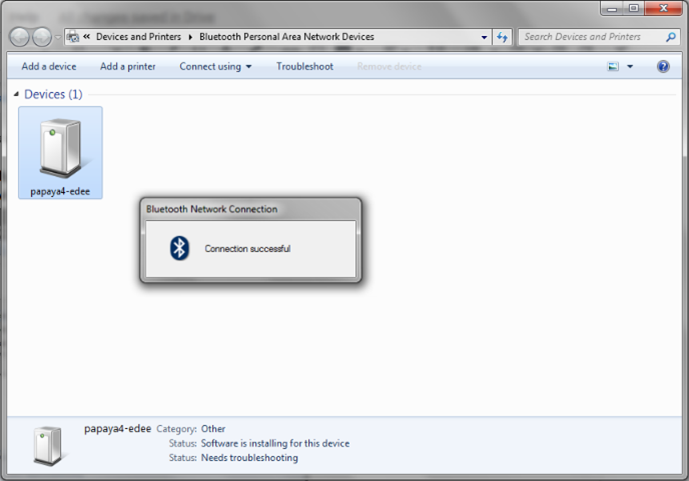 « Devices and Printers ▸ Bluetooth Personal Area Network Devices
Search Devices and Printers
Add a device Add a printer Connect using Troubleshoot Remove device
Devices (1)
papaya4-edee
Bluetooth Network Connection
Connection successful
papaya4-edee Category: Other
Status: Software is installing for this device
Status: Needs troubleshooting